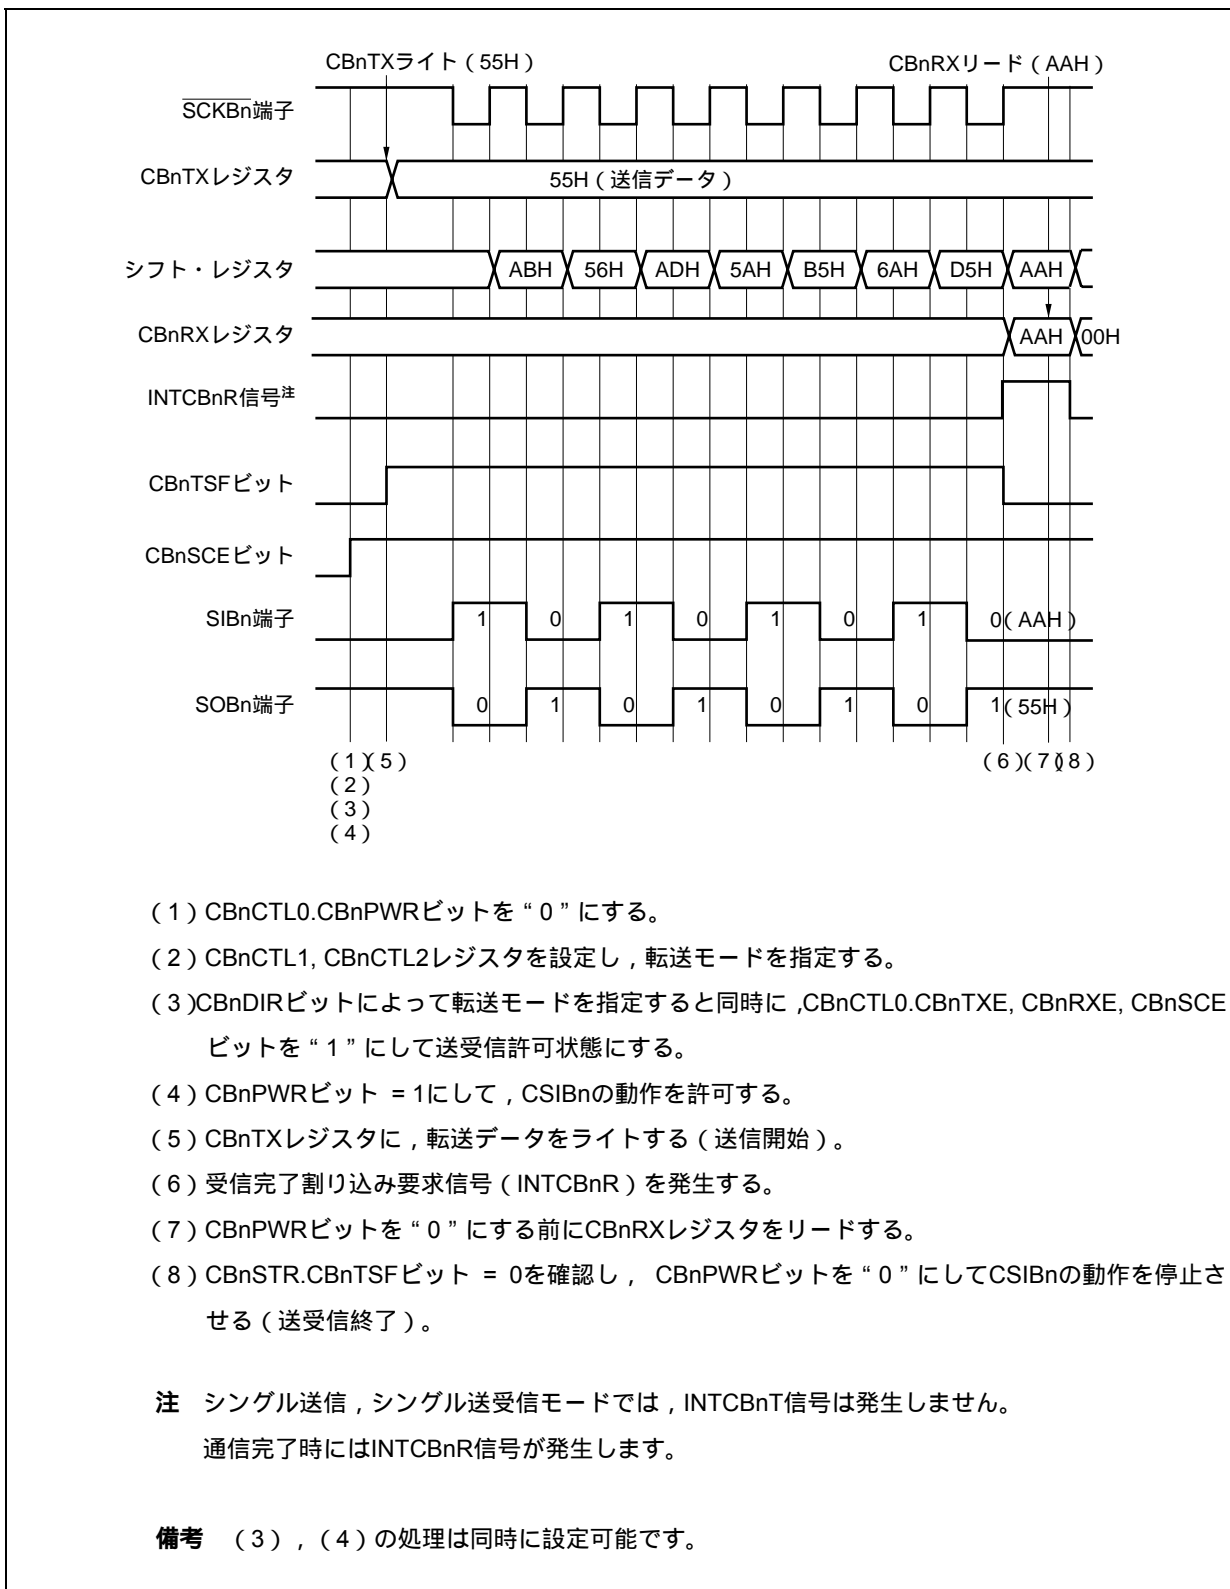 CBnTXライト（55H） CBnRXリード（AAH）
SCKBn端子
CBnTXレジスタ 55H（送信データ）
シフト・レジスタ ABH 56H ADH 5AH B5H 6AH D5H AAH
CBnRXレジスタ AAH 00H
INTCBnR信号注
CBnTSFビット
CBnSCEビット
SIBn端子 1 0 1 0 1 0 1 0（AAH）
SOBn端子 0 1 0 1 0 1 0 1（55H）
（1）（5） （6）（7）（8）
（2）
（3）
（4）
（1）CBnCTL0.CBnPWRビットを“0”にする。
（2）CBnCTL1, CBnCTL2レジスタを設定し，転送モードを指定する。
（3）CBnDIRビットによって転送モードを指定すると同時に，CBnCTL0.CBnTXE, CBnRXE, CBnSCE
ビットを“1”にして送受信許可状態にする。
（4）CBnPWRビット = 1にして，CSIBnの動作を許可する。
（5）CBnTXレジスタに，転送データをライトする（送信開始）。
（6）受信完了割り込み要求信号（INTCBnR）を発生する。
（7）CBnPWRビットを“0”にする前にCBnRXレジスタをリードする。
（8）CBnSTR.CBnTSFビット = 0を確認し， CBnPWRビットを“0”にしてCSIBnの動作を停止さ
せる（送受信終了）。
注 シングル送信，シングル送受信モードでは，INTCBnT信号は発生しません。
通信完了時にはINTCBnR信号が発生します。
備考 （3），（4）の処理は同時に設定可能です。